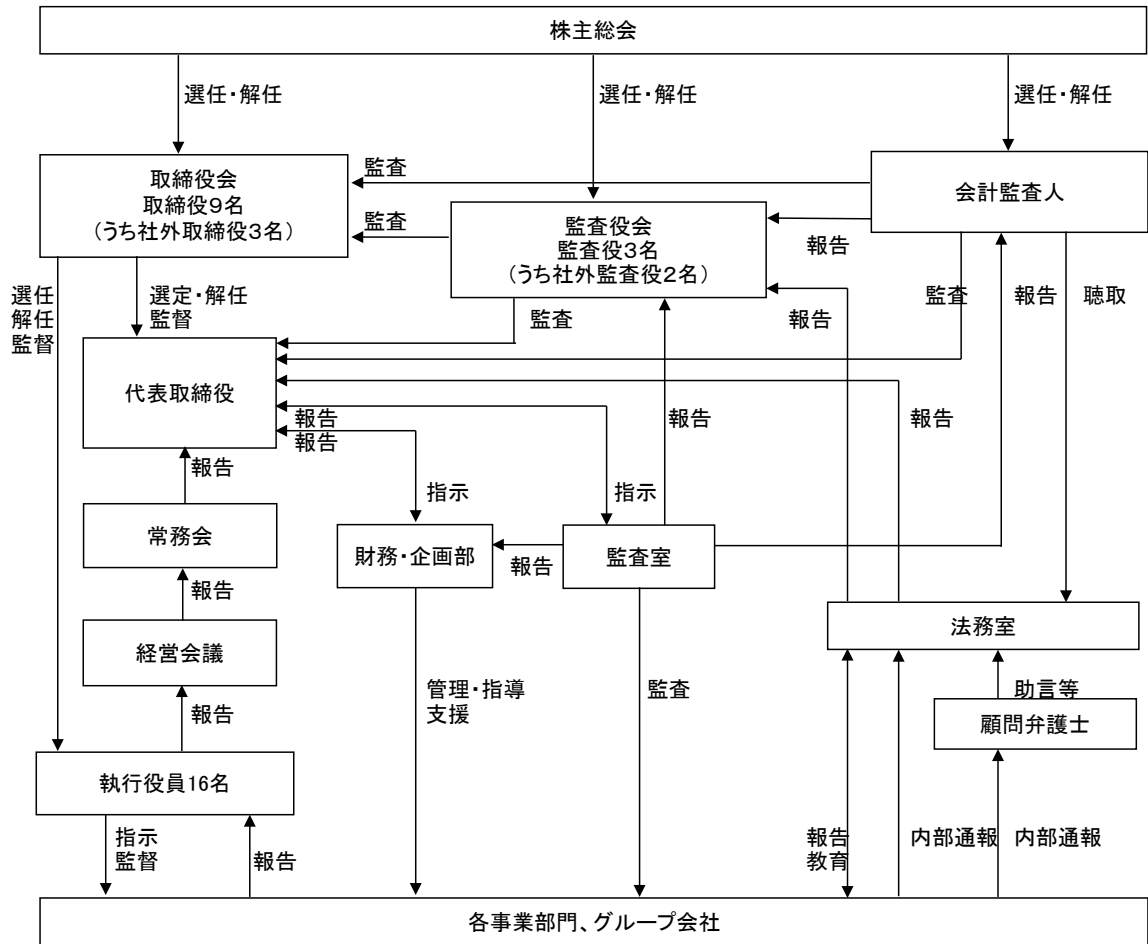 株主総会
選任・解任
選任・解任
選任・解任
取締役会
取締役9名
(うち社外取締役3名)
監査
監査
監査役会
監査役3名
(うち社外監査役2名)
会計監査人
報告
選任
解任
監督
選定・解任
監督
監査
報告
監査
報告
聴取
代表取締役
報告
報告
報告
報告
報告
指示
指示
常務会
財務・企画部
報告
監査室
報告
法務室
経営会議
管理・指導
支援
監査
助言等
顧問弁護士
報告
執行役員16名
指示
監督
報告
報告
教育
内部通報
内部通報
各事業部門、グループ会社